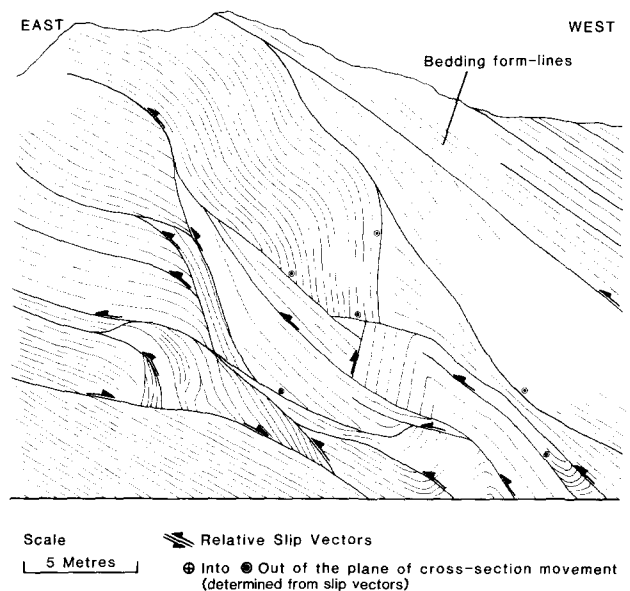 EAST
WEST
Bedding form-lines
Scale
5 Metres
Relative Slip Vectors
Into Out of the plane of cross-section movement
(determined from slip vectors)